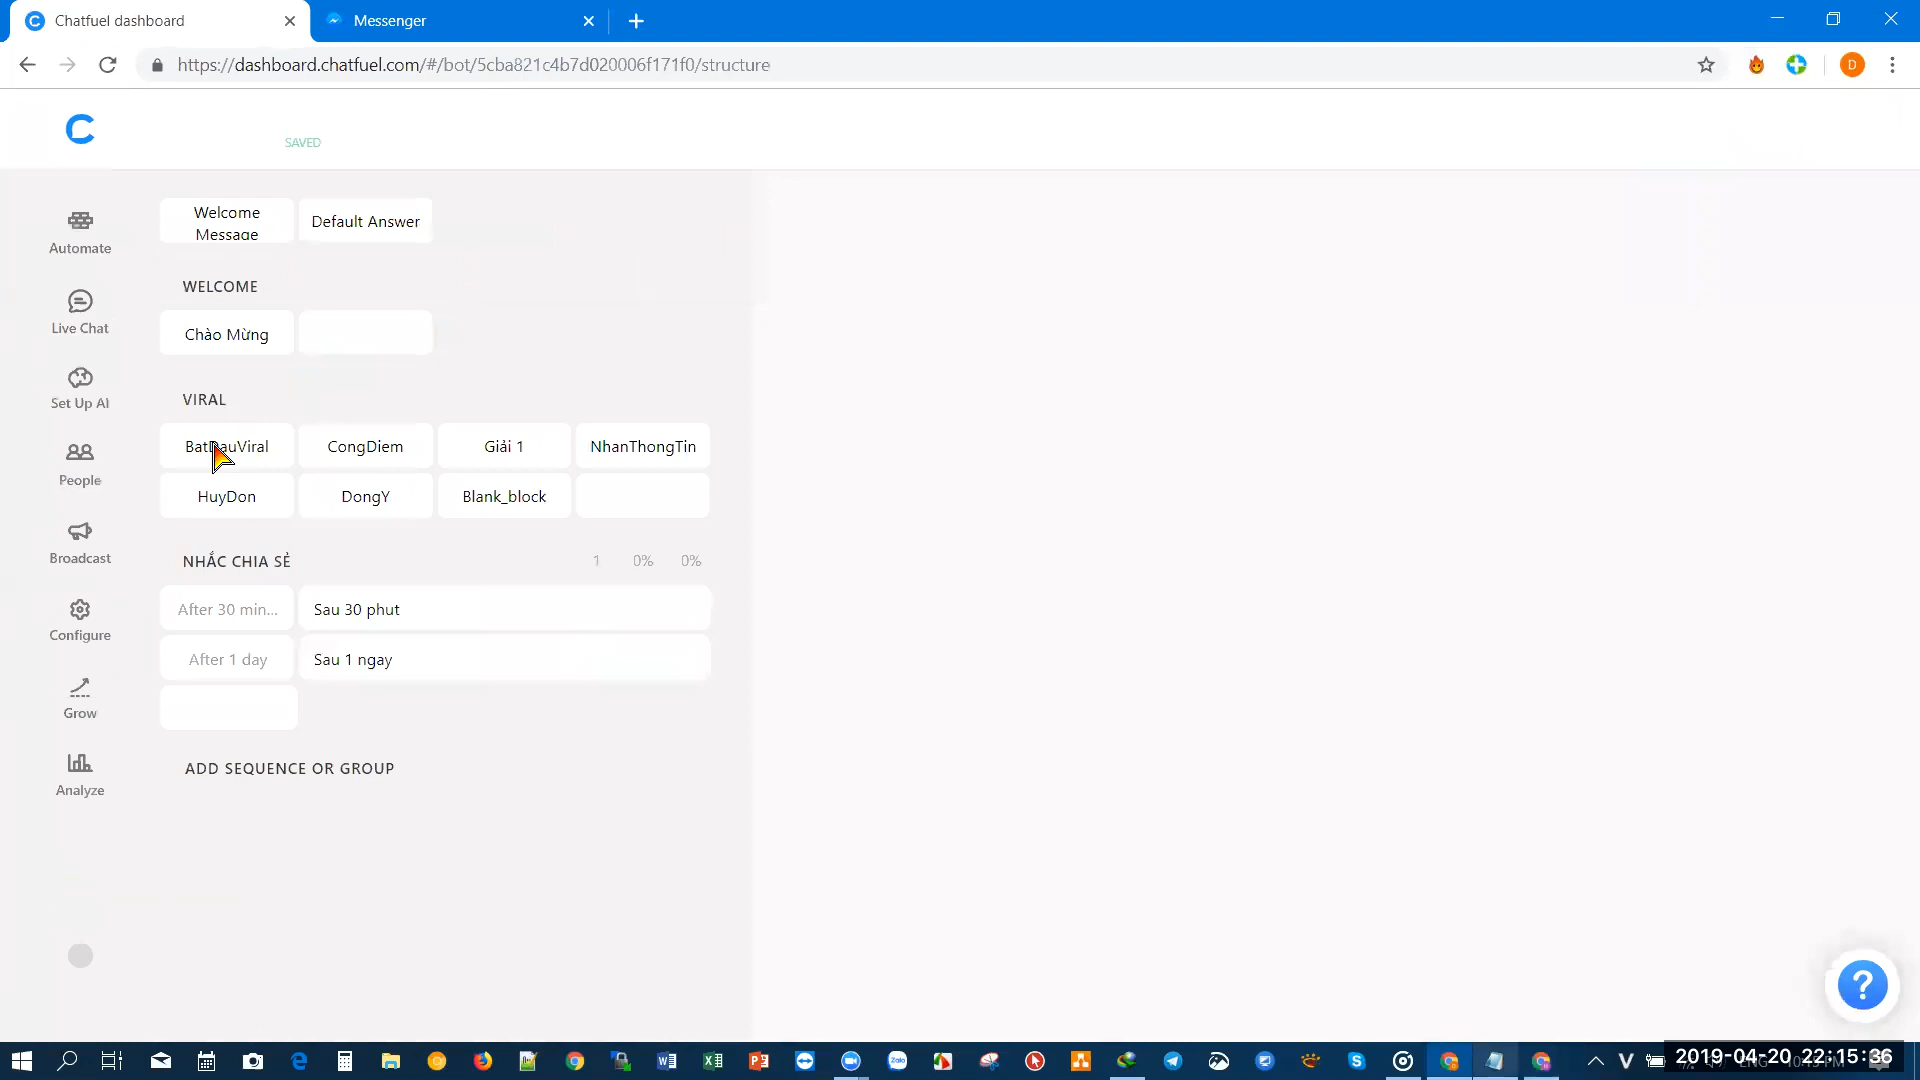 Chatfuel dashboard
Messenger
https://dashboard.chatfuel.com/#/bot/5cba821c4b7d020006f171f0/structure
D
SAVED
Automate
Live Chat
Set Up AI
People
Broadcast
Configure
Grow
Analyze
Welcome Message
Default Answer
WELCOME
Chào Mừng
VIRAL
BatDauViral
CongDiem
Giải 1
NhanThongTin
HuyDon
DongY
Blank_block
NHẮC CHIA SẺ
1
0%
0%
After 30 min...
Sau 30 phut
After 1 day
Sau 1 ngay
ADD SEQUENCE OR GROUP
?
2019-04-20 22:15:36